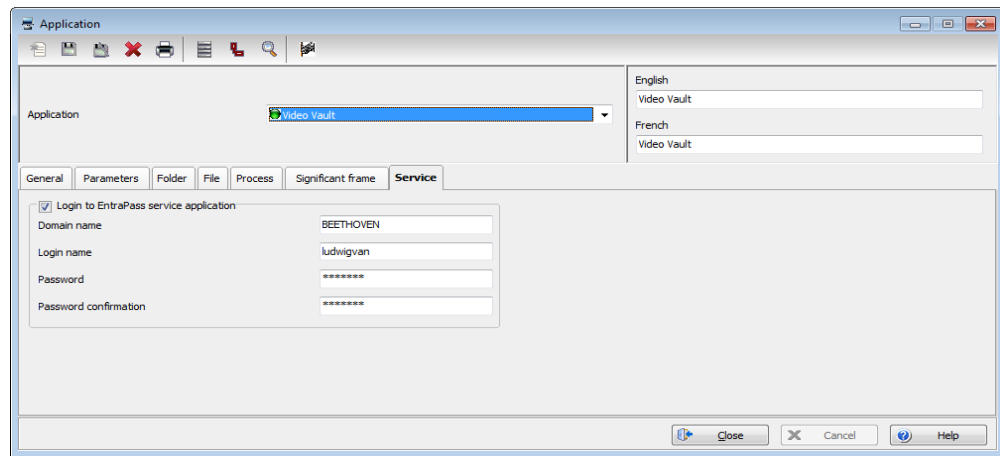 Application
English
Video Vault
Application
Video Vault
French
Video Vault
General Parameters Folder File Process Significant frame Service
Login to EntraPass service application
Domain name BEETHOVEN
Login name ludwigvan
Password *******
Password confirmation *******
Close Cancel Help